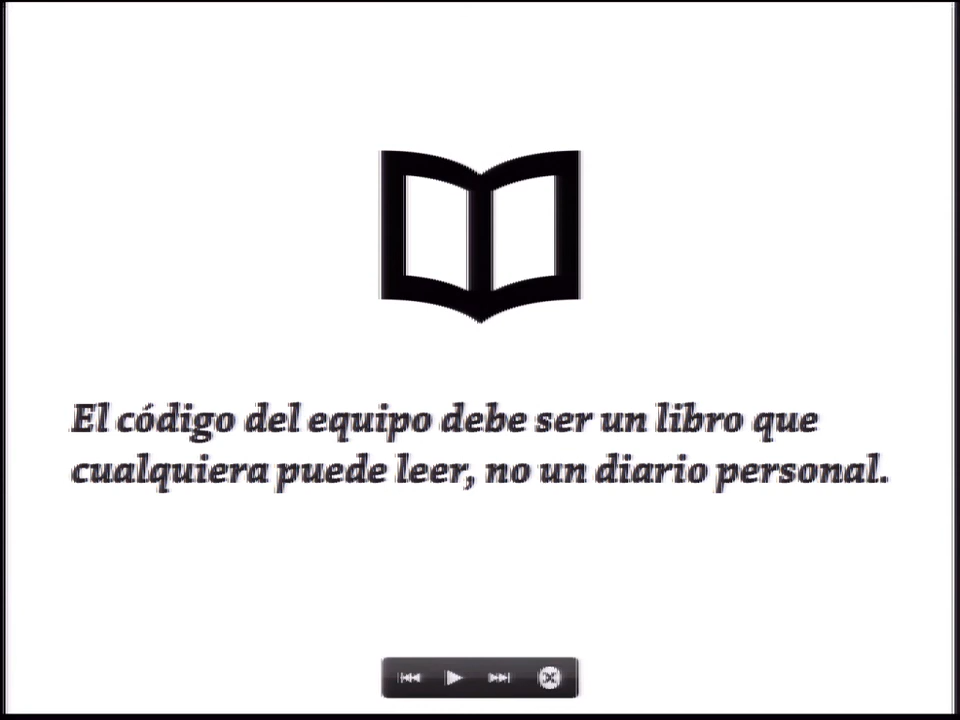 El código del equipo debe ser un libro que
cualquiera puede leer, no un diario personal.